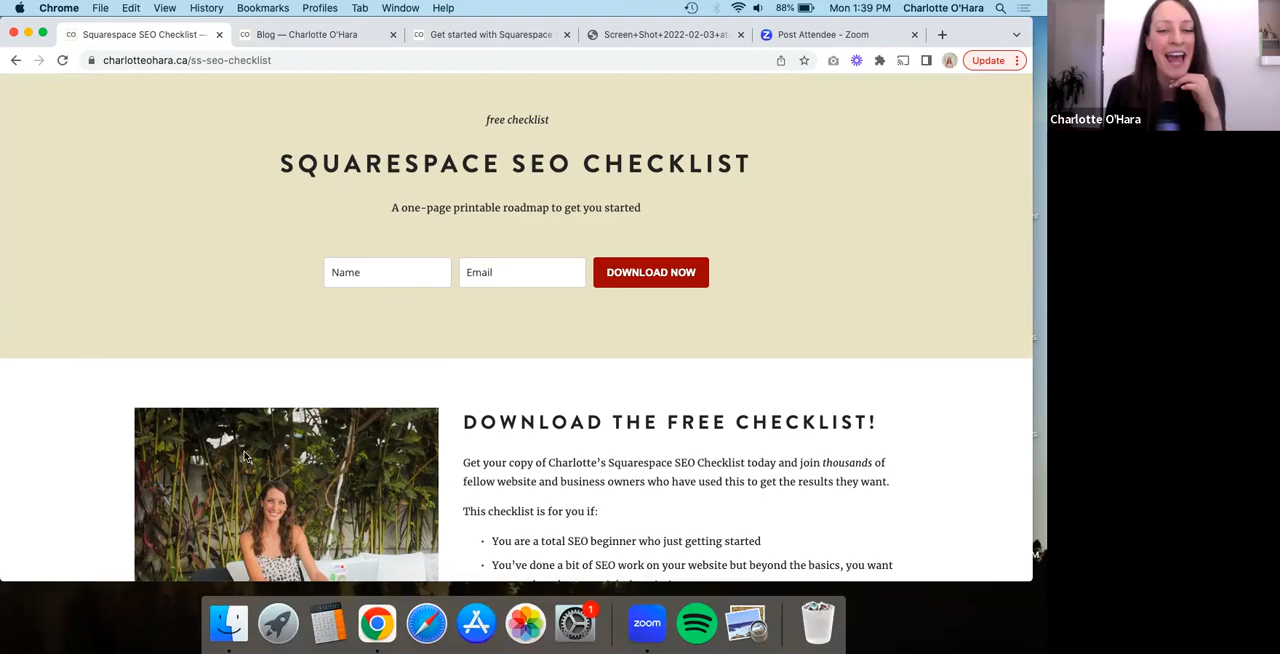 Chrome File Edit View History Bookmarks Profiles Tab Window Help 88% Mon 1:39 PM Charlotte O'Hara
CO Squarespace SEO Checklist — CO Blog — Charlotte O'Hara CO Get started with Squarespace Screen+Shot+2022-02-03+at Post Attendee - Zoom
charlotteohara.ca/ss-seo-checklist Update
Charlotte O'Hara
free checklist
SQUARESPACE SEO CHECKLIST
A one-page printable roadmap to get you started
Name Email DOWNLOAD NOW
DOWNLOAD THE FREE CHECKLIST!
Get your copy of Charlotte's Squarespace SEO Checklist today and join thousands of
fellow website and business owners who have used this to get the results they want.
This checklist is for you if:
· You are a total SEO beginner who just getting started
· You've done a bit of SEO work on your website but beyond the basics, you want
1
zoom